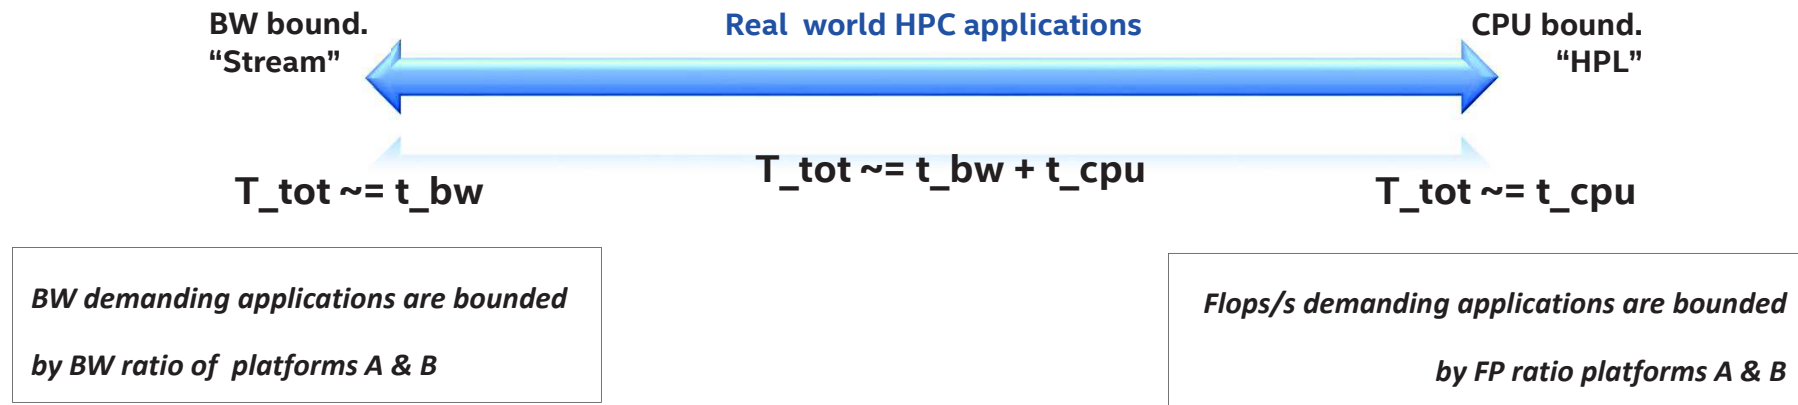 BW bound.
“Stream”
Real world HPC applications
CPU bound.
“HPL”
T_tot ~= t_bw
T_tot ~= t_bw + t_cpu
T_tot ~= t_cpu
BW demanding applications are bounded
by BW ratio of platforms A & B
Flops/s demanding applications are bounded
by FP ratio platforms A & B